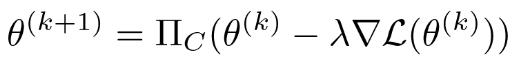 θ^{(k+1)} = Π_C(θ^{(k)} − λ∇ℒ(θ^{(k)}))